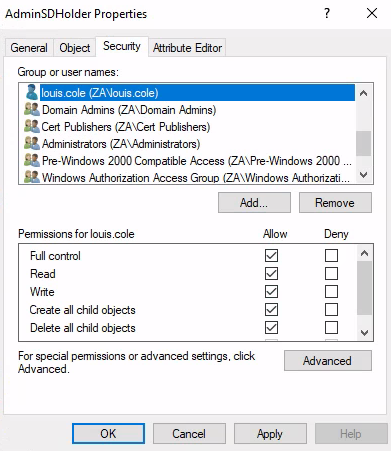 AdminSDHolder Properties
General Object Security Attribute Editor
Group or user names:
louis.cole (ZA\louis.cole)
Domain Admins (ZA\Domain Admins)
Cert Publishers (ZA\Cert Publishers)
Administrators (ZA\Administrators)
Pre-Windows 2000 Compatible Access (ZA\Pre-Windows 2000 ...
Windows Authorization Access Group (ZA\Windows Authorizati...
Add... Remove
Permissions for louis.cole Allow Deny
Full control
Read
Write
Create all child objects
Delete all child objects
For special permissions or advanced settings, click
Advanced.
Advanced
OK Cancel Apply Help